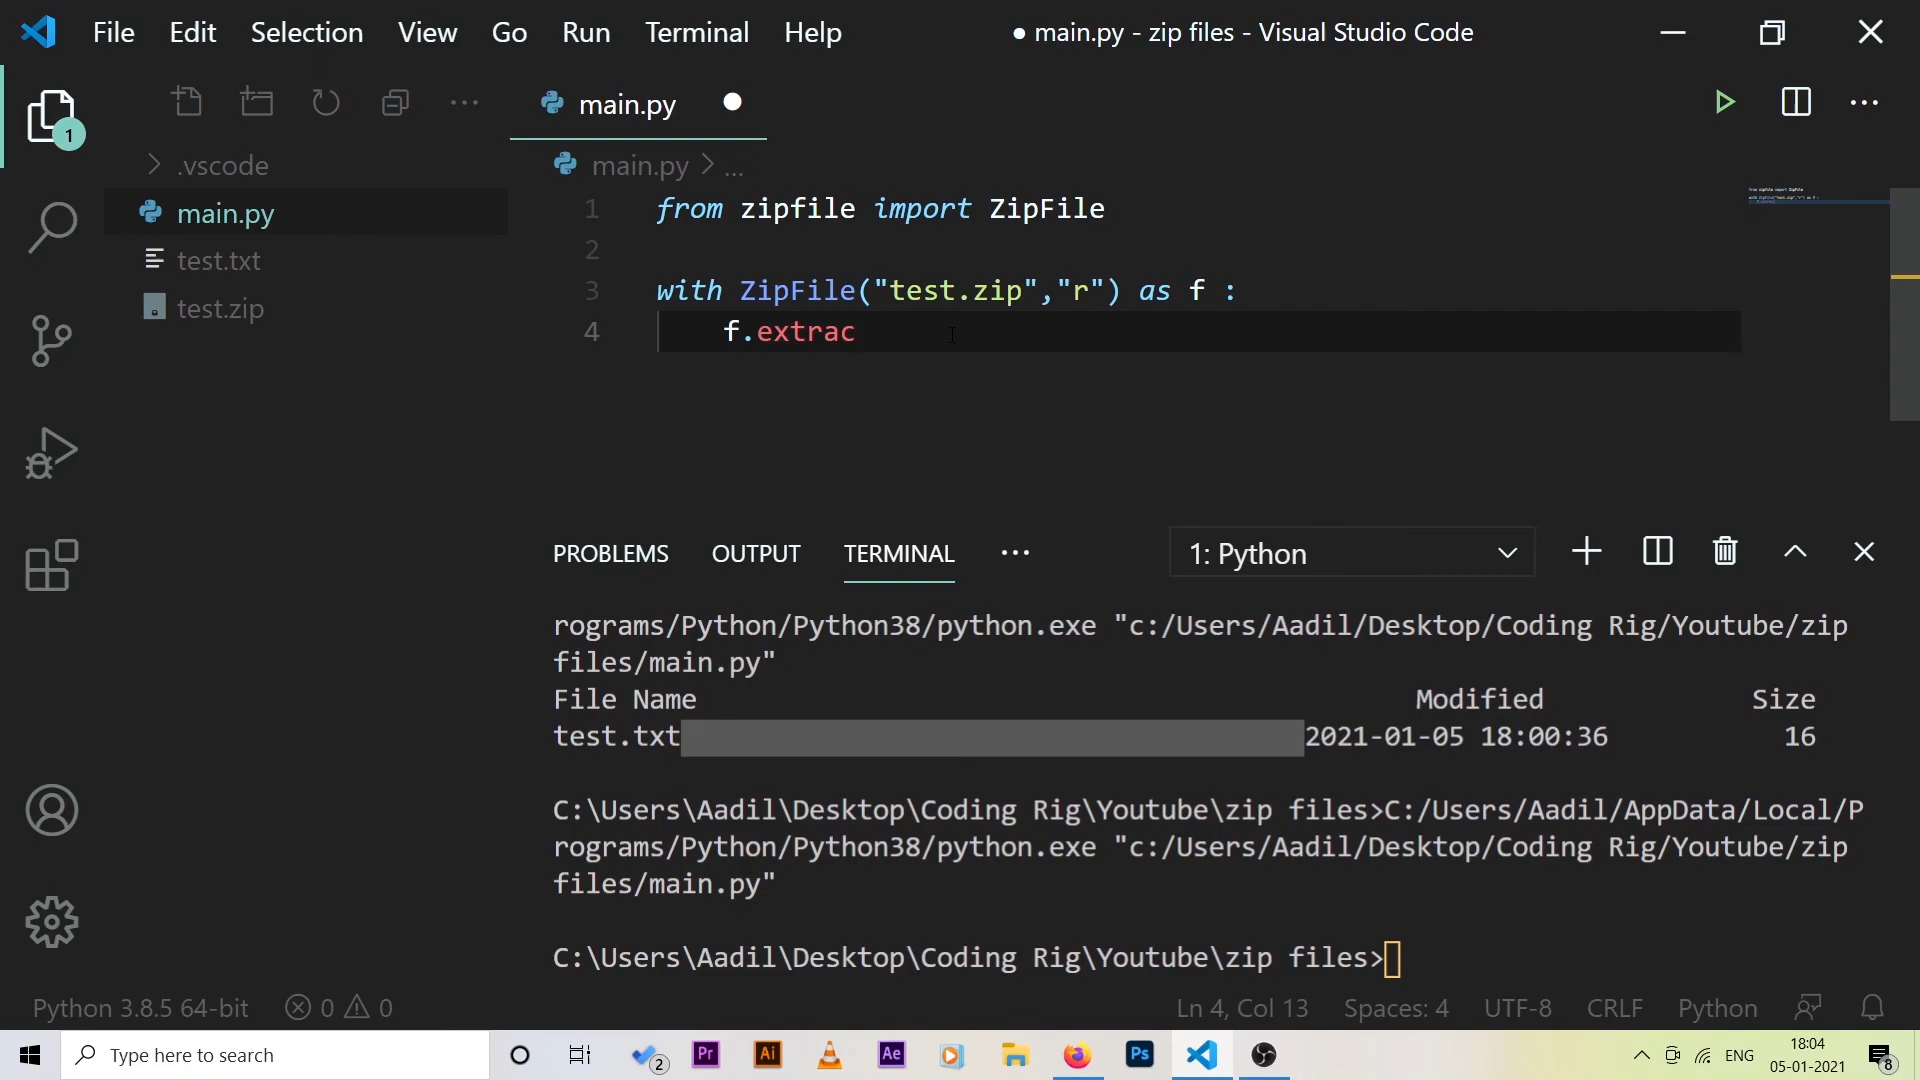 File Edit Selection View Go Run Terminal Help
● main.py - zip files - Visual Studio Code
1
main.py
.vscode
main.py
test.txt
test.zip
main.py > ...
1 from zipfile import ZipFile
2
3 with ZipFile("test.zip","r") as f :
4 f.extrac
PROBLEMS OUTPUT TERMINAL ... 1: Python
rograms/Python/Python38/python.exe "c:/Users/Aadil/Desktop/Coding Rig/Youtube/zip
files/main.py"
File Name Modified Size
test.txt 2021-01-05 18:00:36 16
C:\Users\Aadil\Desktop\Coding Rig\Youtube\zip files>C:/Users/Aadil/AppData/Local/P
rograms/Python/Python38/python.exe "c:/Users/Aadil/Desktop/Coding Rig/Youtube/zip
files/main.py"
C:\Users\Aadil\Desktop\Coding Rig\Youtube\zip files>
Python 3.8.5 64-bit 0 0 Ln 4, Col 13 Spaces: 4 UTF-8 CRLF Python
Type here to search
2
Pr
Ai
Ae
Ps
ENG
18:04
05-01-2021
8